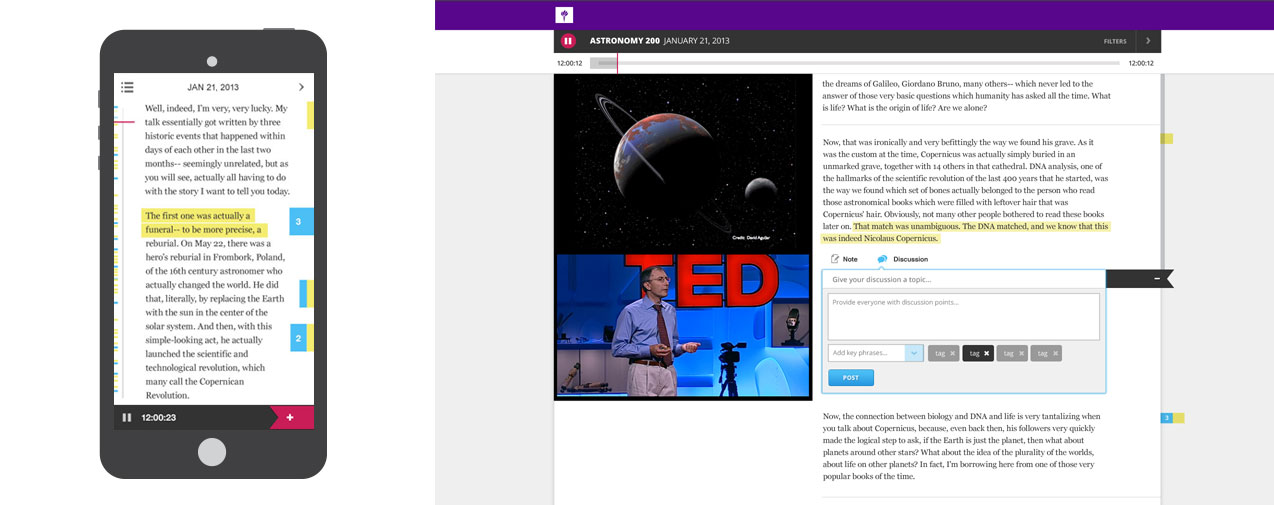 JAN 21, 2013
Well, indeed, I'm very, very lucky. My
talk essentially got written by three
historic events that happened within
days of each other in the last two
months-- seemingly unrelated, but as
you will see, actually all having to do
with the story I want to tell you today.
The first one was actually a
funeral-- to be more precise, a
reburial. On May 22, there was a
hero's reburial in Frombork, Poland,
of the 16th century astronomer who
actually changed the world. He did
that, literally, by replacing the Earth
with the sun in the center of the
solar system. And then, with this
simple-looking act, he actually
launched the scientific and
technological revolution, which
many call the Copernican
Revolution.
3
2
12:00:23
+
ASTRONOMY 200 JANUARY 21, 2013
FILTERS
12:00:12
12:00:12
Credit: David Aguilar
TED
the dreams of Galileo, Giordano Bruno, many others-- which never led to the
answer of those very basic questions which humanity has asked all the time. What
is life? What is the origin of life? Are we alone?
Now, that was ironically and very befittingly the way we found his grave. As it
was the custom at the time, Copernicus was actually simply buried in an
unmarked grave, together with 14 others in that cathedral. DNA analysis, one of
the hallmarks of the scientific revolution of the last 400 years that he started, was
the way we found which set of bones actually belonged to the person who read
those astronomical books which were filled with leftover hair that was
Copernicus' hair. Obviously, not many other people bothered to read these books
later on. That match was unambiguous. The DNA matched, and we know that this
was indeed Nicolaus Copernicus.
Note
Discussion
Give your discussion a topic...
Provide everyone with discussion points...
Add key phrases...
tag × tag × tag × tag ×
POST
Now, the connection between biology and DNA and life is very tantalizing when
you talk about Copernicus, because, even back then, his followers very quickly
made the logical step to ask, if the Earth is just the planet, then what about
planets around other stars? What about the idea of the plurality of the worlds,
about life on other planets? In fact, I'm borrowing here from one of those very
popular books of the time.
3